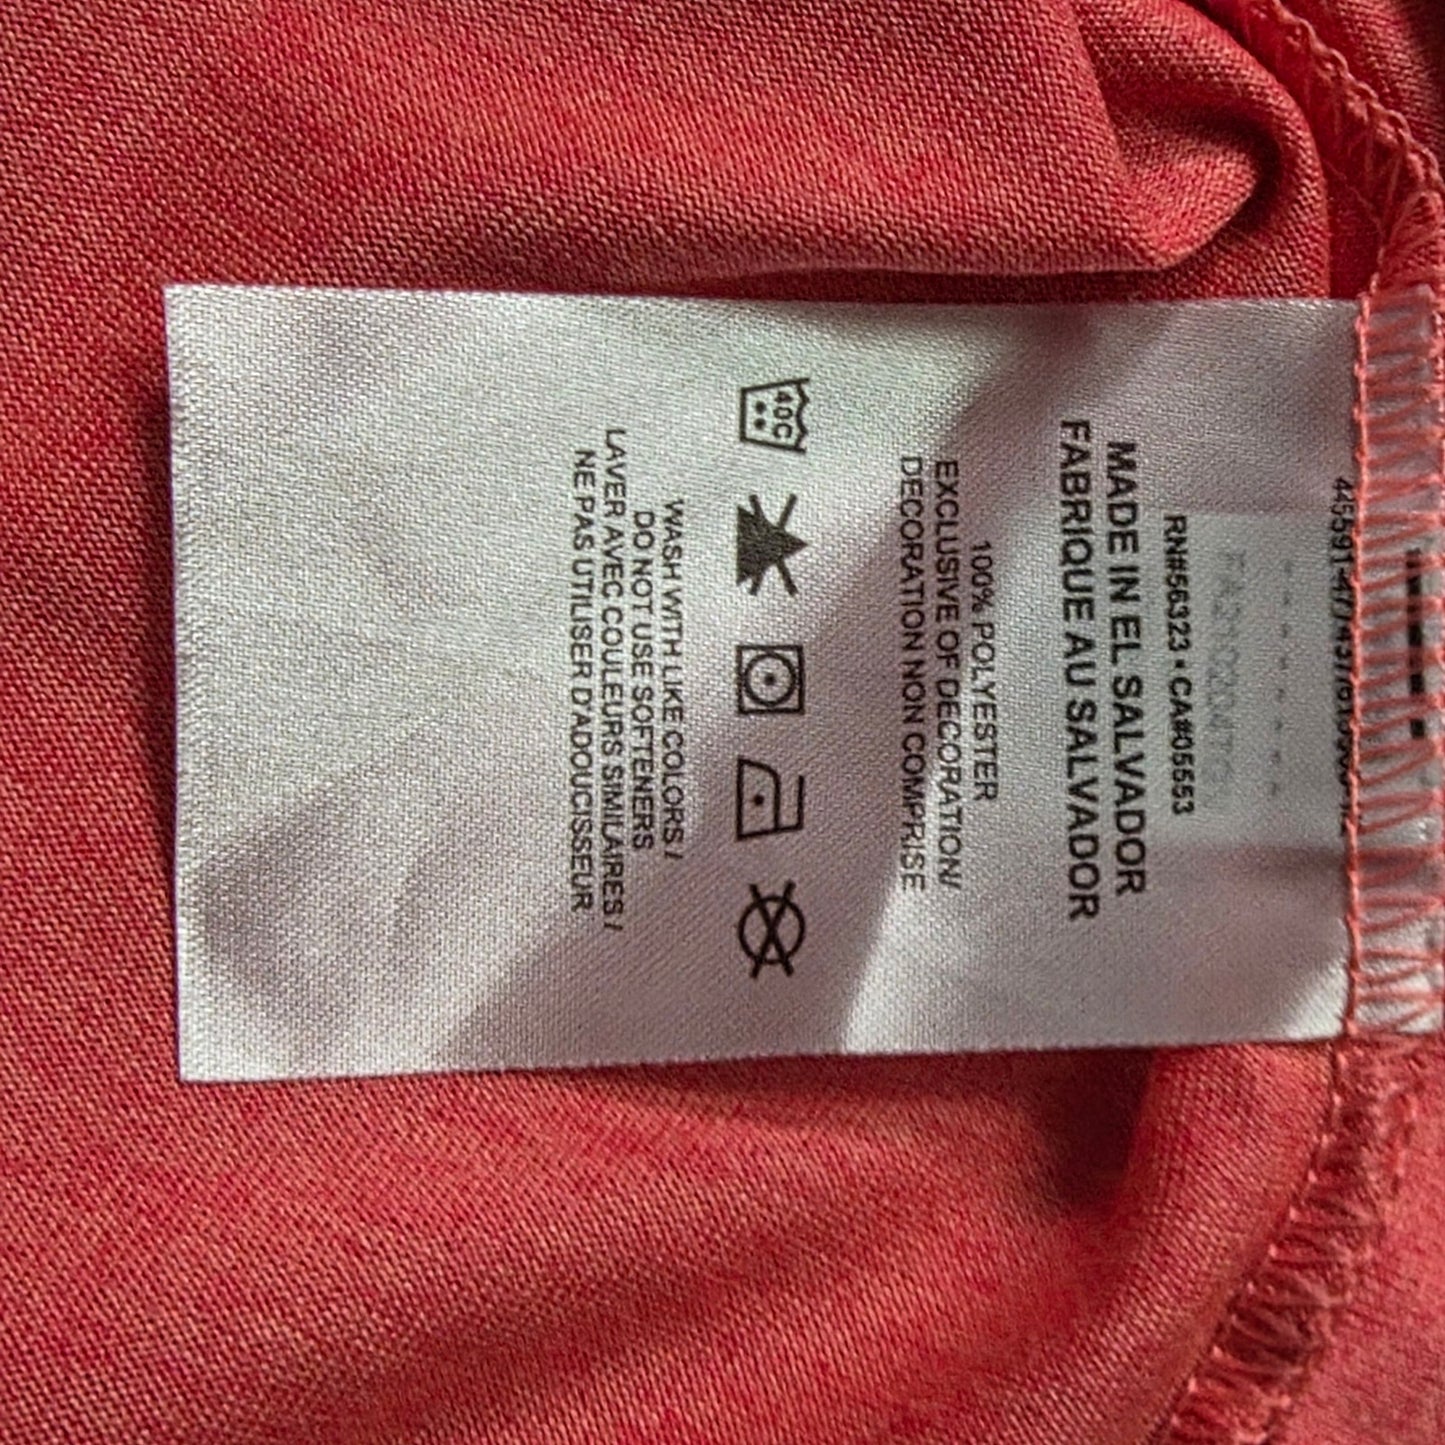 RN#56323 • CA#05553
MADE IN EL SALVADOR
FABRIQUE AU SALVADOR
100% POLYESTER
EXCLUSIVE OF DECORATION/
DECORATION NON COMPRISE
40C
WASH WITH LIKE COLORS /
DO NOT USE SOFTENERS
LAVER AVEC COULEURS SIMILAIRES /
NE PAS UTILISER D'ADOUCISSEUR